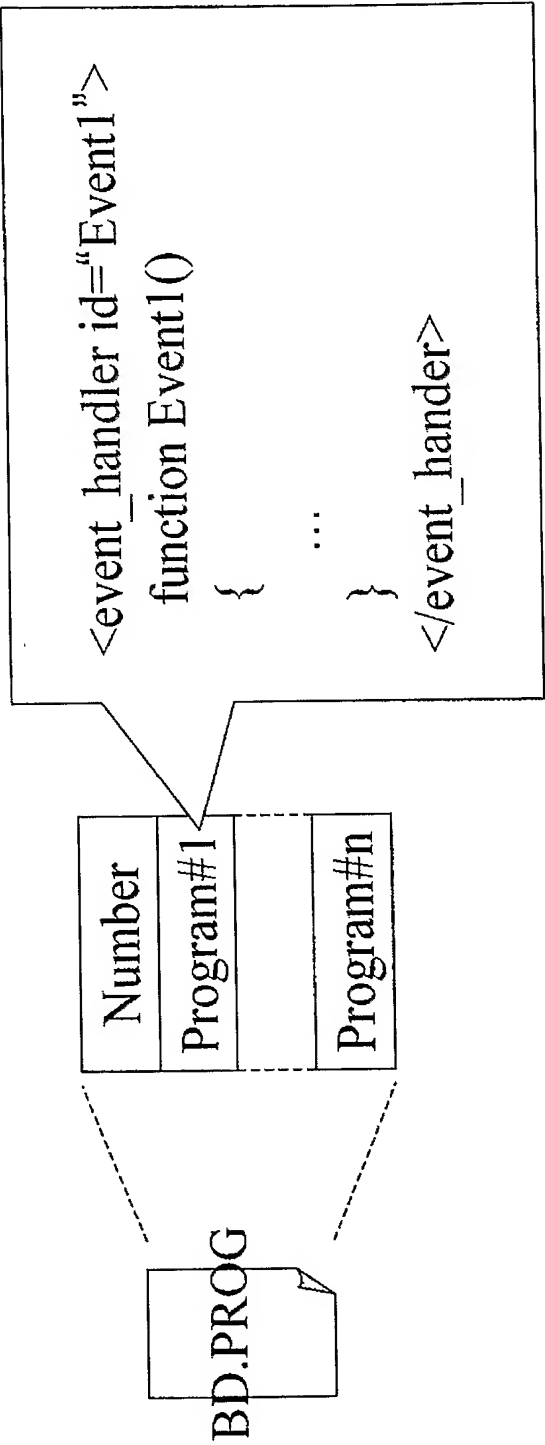 BD.PROG
Number
Program#1
Program#n
<event_handler id=“Event1”>
function Event1()
{
…
}
</event_hander>